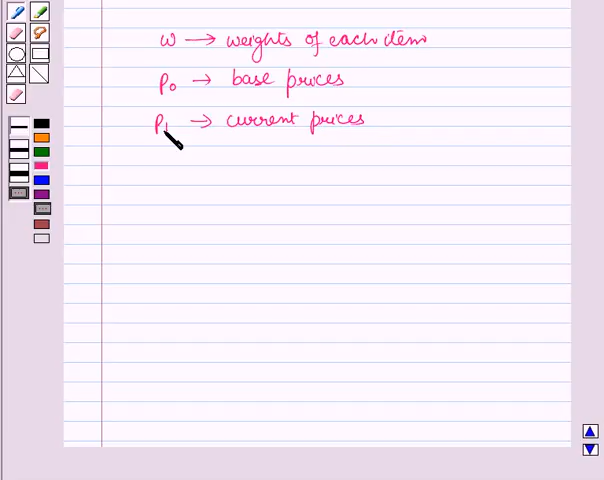 w → weights of each item
P₀ → base prices
P₁ → current prices